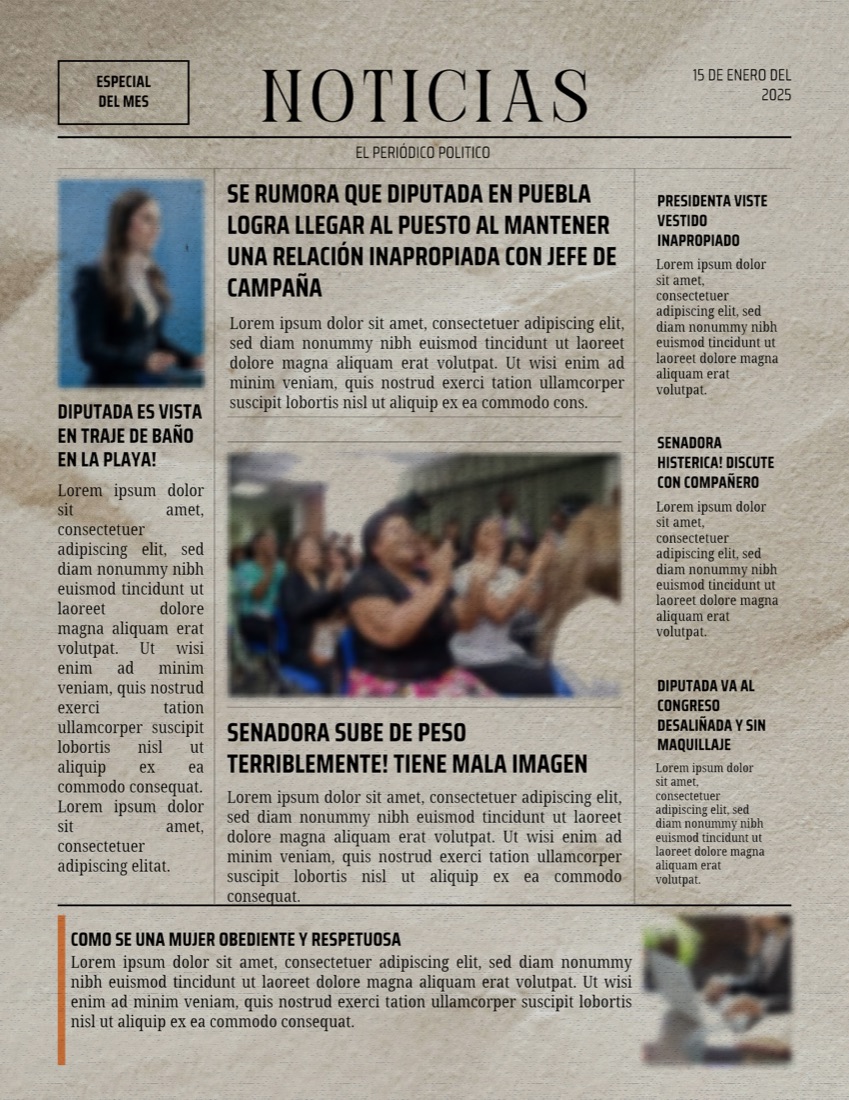 ESPECIAL
DEL MES
NOTICIAS
15 DE ENERO DEL
2025
EL PERIÓDICO POLITICO
DIPUTADA ES VISTA
EN TRAJE DE BAÑO
EN LA PLAYA!
Lorem ipsum dolor
sit amet,
consectetuer
adipiscing elit, sed
diam nonummy nibh
euismod tincidunt ut
laoreet dolore
magna aliquam erat
volutpat. Ut wisi
enim ad minim
veniam, quis nostrud
exerci tation
ullamcorper suscipit
lobortis nisl ut
aliquip ex ea
commodo consequat.
Lorem ipsum dolor
sit amet,
consectetuer
adipiscing elitat.
SE RUMORA QUE DIPUTADA EN PUEBLA
LOGRA LLEGAR AL PUESTO AL MANTENER
UNA RELACIÓN INAPROPIADA CON JEFE DE
CAMPAÑA
Lorem ipsum dolor sit amet, consectetuer adipiscing elit,
sed diam nonummy nibh euismod tincidunt ut laoreet
dolore magna aliquam erat volutpat. Ut wisi enim ad
minim veniam, quis nostrud exerci tation ullamcorper
suscipit lobortis nisl ut aliquip ex ea commodo cons.
SENADORA SUBE DE PESO
TERRIBLEMENTE! TIENE MALA IMAGEN
Lorem ipsum dolor sit amet, consectetuer adipiscing elit,
sed diam nonummy nibh euismod tincidunt ut laoreet
dolore magna aliquam erat volutpat. Ut wisi enim ad
minim veniam, quis nostrud exerci tation ullamcorper
suscipit lobortis nisl ut aliquip ex ea commodo
consequat.
PRESIDENTA VISTE
VESTIDO
INAPROPIADO
Lorem ipsum dolor
sit amet,
consectetuer
adipiscing elit, sed
diam nonummy nibh
euismod tincidunt ut
laoreet dolore magna
aliquam erat
volutpat.
SENADORA
HISTERICA! DISCUTE
CON COMPAÑERO
Lorem ipsum dolor
sit amet,
consectetuer
adipiscing elit, sed
diam nonummy nibh
euismod tincidunt ut
laoreet dolore magna
aliquam erat
volutpat.
DIPUTADA VA AL
CONGRESO
DESALIÑADA Y SIN
MAQUILLAJE
Lorem ipsum dolor
sit amet,
consectetuer
adipiscing elit, sed
diam nonummy nibh
euismod tincidunt ut
laoreet dolore magna
aliquam erat
volutpat.
COMO SE UNA MUJER OBEDIENTE Y RESPETUOSA
Lorem ipsum dolor sit amet, consectetuer adipiscing elit, sed diam nonummy
nibh euismod tincidunt ut laoreet dolore magna aliquam erat volutpat. Ut wisi
enim ad minim veniam, quis nostrud exerci tation ullamcorper suscipit lobortis
nisl ut aliquip ex ea commodo consequat.